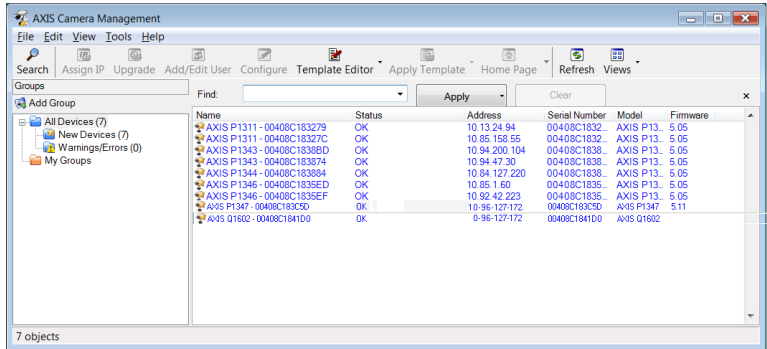 AXIS Camera Management
File Edit View Tools Help
Search Assign IP Upgrade Add/Edit User Configure Template Editor Apply Template Home Page Refresh Views
Groups
Find: Apply Clear
Add Group
Name Status Address Serial Number Model Firmware
All Devices (7)
New Devices (7)
Warnings/Errors (0)
My Groups
AXIS P1311 - 00408C183279 OK 10.13.24.94 00408C1832... AXIS P13... 5.05
AXIS P1311 - 00408C18327C OK 10.85.158.55 00408C1832... AXIS P13... 5.05
AXIS P1343 - 00408C1838BD OK 10.94.200.104 00408C1838... AXIS P13... 5.05
AXIS P1343 - 00408C183874 OK 10.94.47.30 00408C1838... AXIS P13... 5.05
AXIS P1344 - 00408C183884 OK 10.84.127.220 00408C1838... AXIS P13... 5.05
AXIS P1346 - 00408C1835ED OK 10.85.1.60 00408C1835... AXIS P13... 5.05
AXIS P1346 - 00408C1835EF OK 10.92.42.223 00408C1835... AXIS P13... 5.05
AXIS P1347 - 00408C183C5D OK 10-96-127-172 00408C183C5D AXIS P1347 5.11
AXIS Q1602 - 00408C1841D0 OK 0-96-127-172 00408C1841D0 AXIS Q1602
7 objects